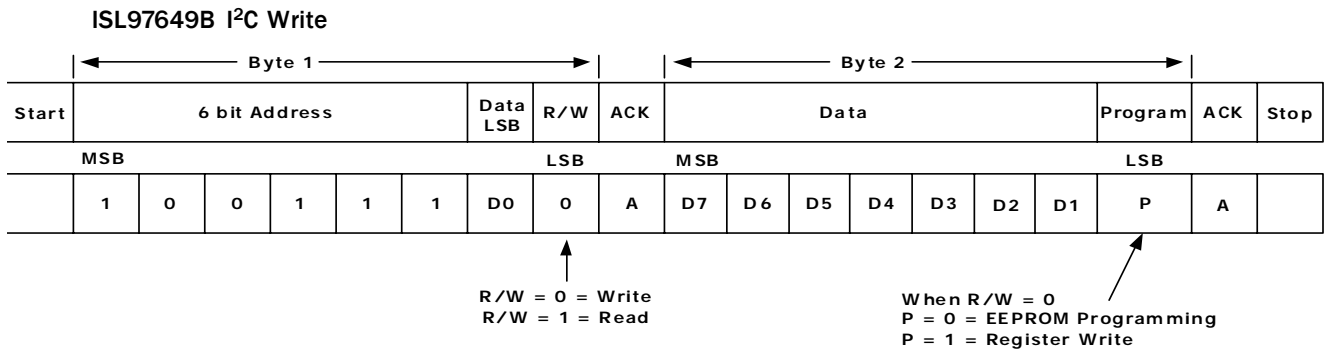 ISL97649B I²C Write
Byte 1 Byte 2
Start 6 bit Address Data LSB R/W ACK Data Program ACK Stop
MSB LSB MSB LSB
1 0 0 1 1 1 D0 0 A D7 D6 D5 D4 D3 D2 D1 P A
R/W = 0 = Write
R/W = 1 = Read
When R/W = 0
P = 0 = EEPROM Programming
P = 1 = Register Write